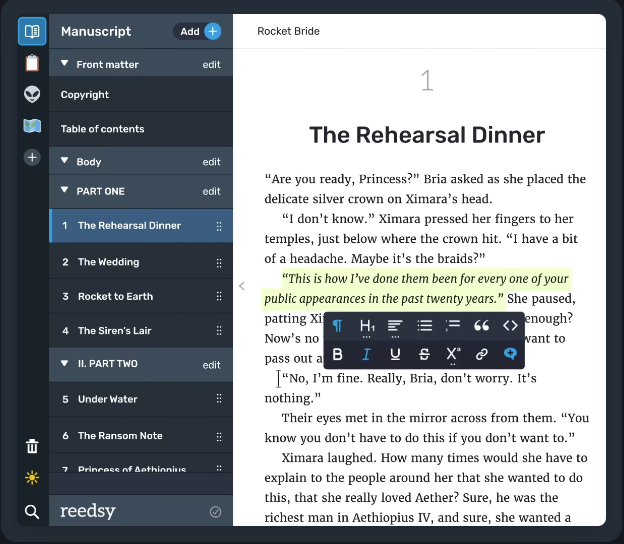 Manuscript
Add +
Front matter edit
Copyright
Table of contents
Body edit
PART ONE
1 The Rehearsal Dinner
2 The Wedding
3 Rocket to Earth
4 The Siren's Lair
II. PART TWO edit
5 Under Water
6 The Ransom Note
7 Princess of Aethiopius
reedsy
Rocket Bride
1
The Rehearsal Dinner
“Are you ready, Princess?” Bria asked as she placed the
delicate silver crown on Ximara’s head.
“I don’t know.” Ximara pressed her fingers to her
temples, just below where the crown hit. “I have a bit
of a headache. Maybe it’s the braids?”
“This is how I’ve done them been for every one of your
public appearances in the past twenty years.” She paused,
patting Xi enough?
Now’s no want to
pass out a
H1
B I U S X
“No, I’m fine. Really, Bria, don’t worry. It’s
nothing.”
Their eyes met in the mirror across from them. “You
know you don’t have to do this if you don’t want to.”
Ximara laughed. How many times would she have to
explain to the people around her that she wanted to do
this, that she really loved Aether? Sure, he was the
richest man in Aethiopius IV, and sure, she wanted a